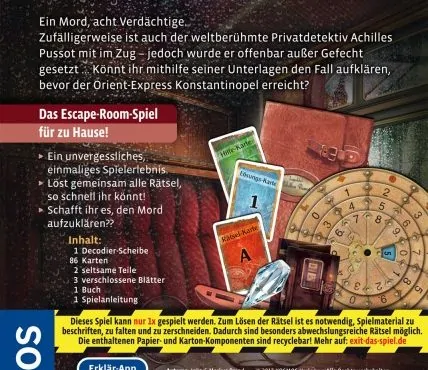 Ein Mord, acht Verdächtige.
Zufälligerweise ist auch der weltberühmte Privatdetektiv Achilles
Pussot mit im Zug – jedoch wurde er offenbar außer Gefecht
gesetzt ... Könnt ihr mithilfe seiner Unterlagen den Fall aufklären,
bevor der Orient-Express Konstantinopel erreicht?
Das Escape-Room-Spiel
für zu Hause!
▸ Ein unvergessliches,
einmaliges Spielerlebnis
▸ Löst gemeinsam alle Rätsel,
so schnell ihr könnt!
▸ Schafft ihr es, den Mord
aufzuklären??
Inhalt:
1 Decodier-Scheibe
86 Karten
2 seltsame Teile
3 verschlossene Blätter
1 Buch
1 Spielanleitung
Hilfe-Karte
Lösungs-Karte
1
Rätsel-Karte
A
Dieses Spiel kann nur 1x gespielt werden. Zum Lösen der Rätsel ist es notwendig, Spielmaterial zu
beschriften, zu falten und zu zerschneiden. Dadurch sind besonders abwechslungsreiche Rätsel möglich.
Die enthaltenen Papier- und Karton-Komponenten sind recycelbar! Mehr auf: exit-das-spiel.de
OS
Erklär-App